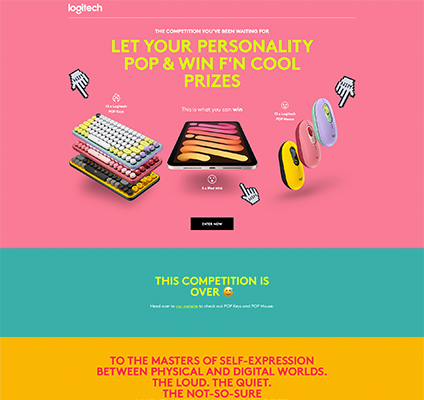 logitech
THE COMPETITION YOU'VE BEEN WAITING FOR
LET YOUR PERSONALITY
POP & WIN F'N COOL
PRIZES
This is what you can win
15 x Logitech
POP Keys
15 x Logitech
POP Mouse
5 x iPad mini
ENTER NOW
THIS COMPETITION IS
OVER 😅
Head over to our website to check out POP Keys and POP Mouse.
TO THE MASTERS OF SELF-EXPRESSION
BETWEEN PHYSICAL AND DIGITAL WORLDS.
THE LOUD. THE QUIET.
THE NOT-SO-SURE